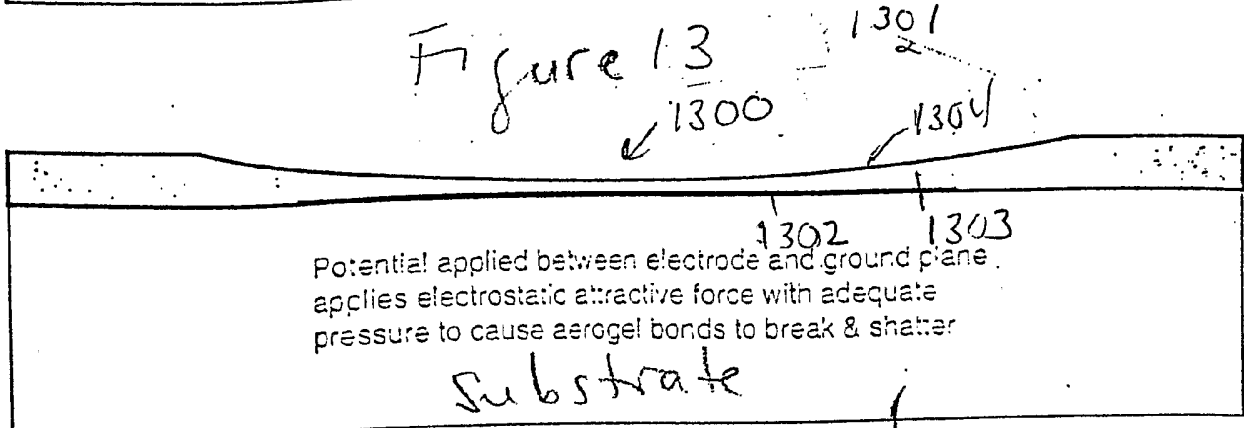 Figure 13
1301
1300
1304
1302
1303
Potential applied between electrode and ground plane
applies electrostatic attractive force with adequate
pressure to cause aerogel bonds to break & shatter
Substrate